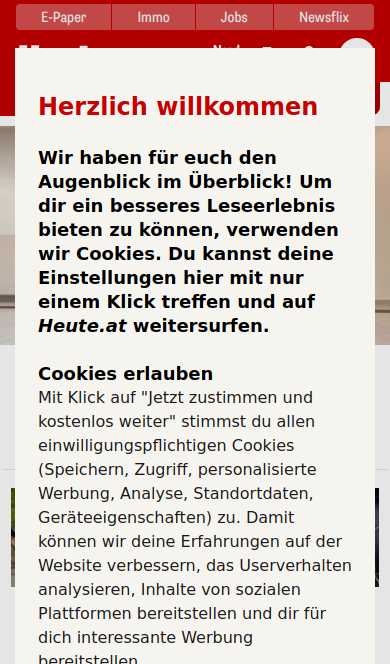 E-Paper
Immo
Jobs
Newsflix
Herzlich willkommen
Wir haben für euch den
Augenblick im Überblick! Um
dir ein besseres Leseerlebnis
bieten zu können, verwenden
wir Cookies. Du kannst deine
Einstellungen hier mit nur
einem Klick treffen und auf
Heute.at weitersurfen.
Cookies erlauben
Mit Klick auf "Jetzt zustimmen und
kostenlos weiter" stimmst du allen
einwilligungspflichtigen Cookies
(Speichern, Zugriff, personalisierte
Werbung, Analyse, Standortdaten,
Geräteeigenschaften) zu. Damit
können wir deine Erfahrungen auf der
Website verbessern, das Userverhalten
analysieren, Inhalte von sozialen
Plattformen bereitstellen und dir für
dich interessante Werbung
bereitstellen